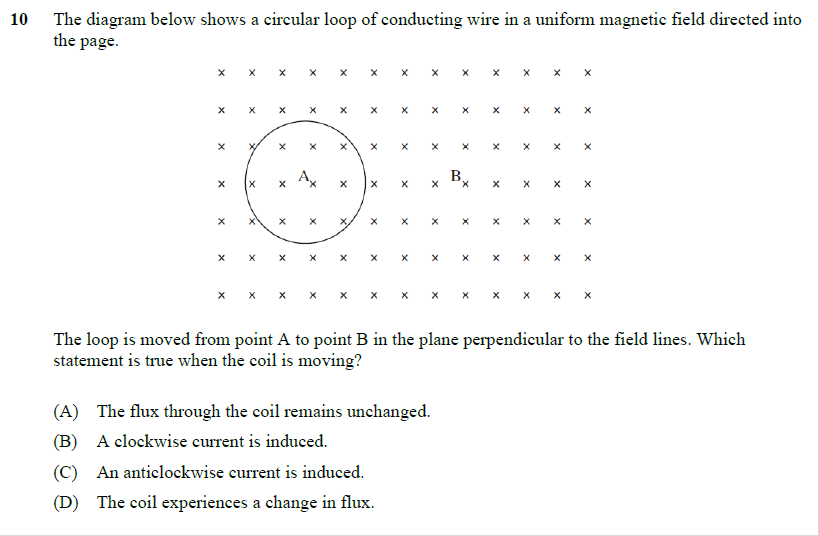 10 The diagram below shows a circular loop of conducting wire in a uniform magnetic field directed into
the page.
x x x x x x x x x x x x x
x x x x x x x x x x x x x
x x x x x x x x x x x x x
x x x A x x x x x B x x x x x
x x x x x x x x x x x x x
x x x x x x x x x x x x x
x x x x x x x x x x x x x
The loop is moved from point A to point B in the plane perpendicular to the field lines. Which
statement is true when the coil is moving?
(A) The flux through the coil remains unchanged.
(B) A clockwise current is induced.
(C) An anticlockwise current is induced.
(D) The coil experiences a change in flux.